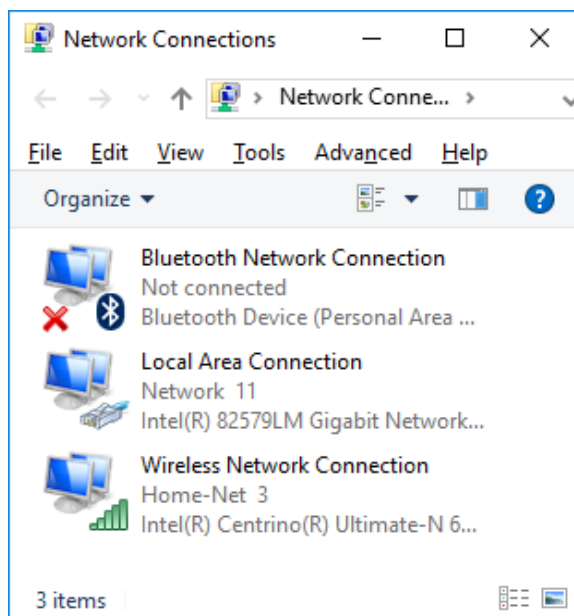 Network Connections
Network Conne...
File Edit View Tools Advanced Help
Organize
Bluetooth Network Connection
Not connected
Bluetooth Device (Personal Area ...
Local Area Connection
Network 11
Intel(R) 82579LM Gigabit Network...
Wireless Network Connection
Home-Net 3
Intel(R) Centrino(R) Ultimate-N 6...
3 items